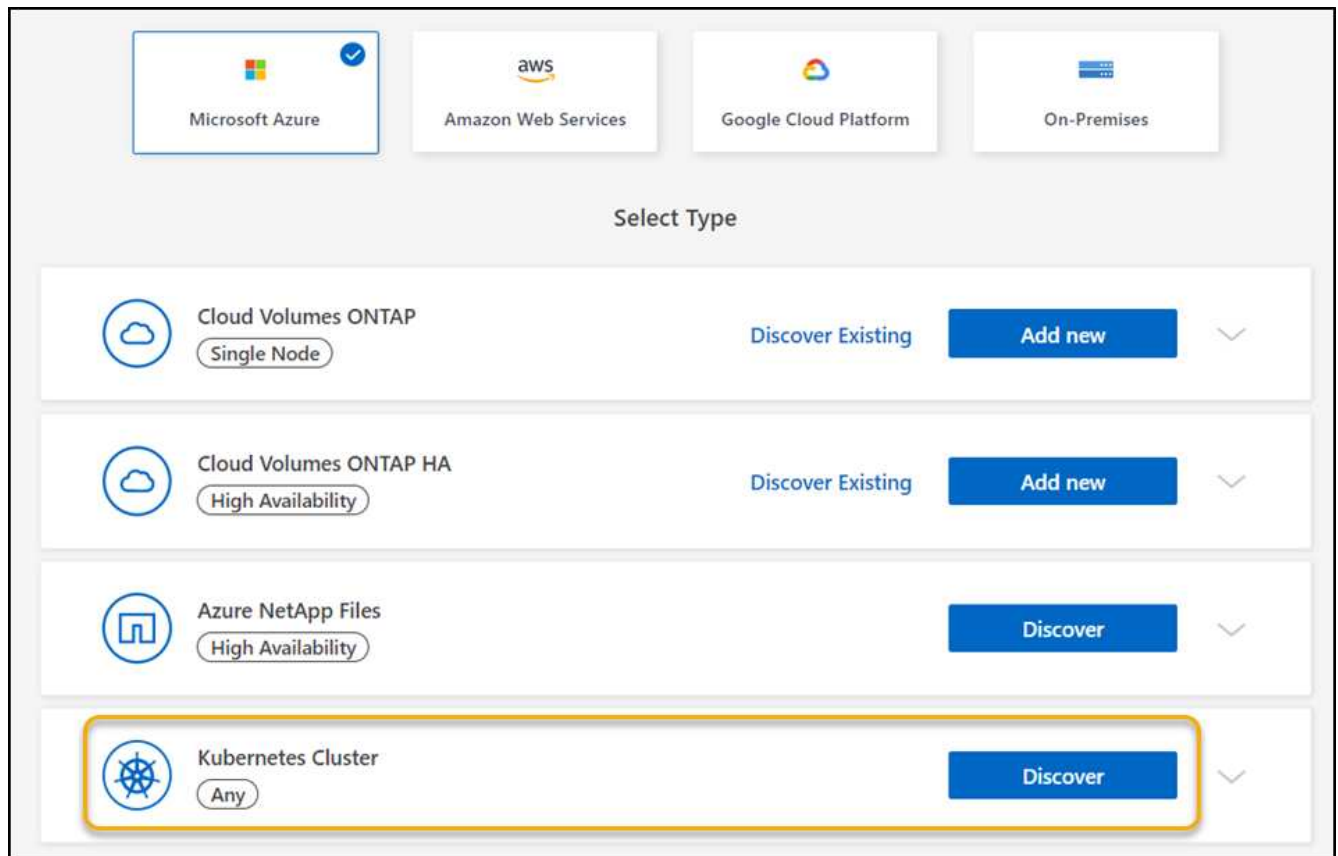 aws
Microsoft Azure
Amazon Web Services
Google Cloud Platform
On-Premises
Select Type
Cloud Volumes ONTAP
Single Node
Discover Existing
Add new
Cloud Volumes ONTAP HA
High Availability
Discover Existing
Add new
Azure NetApp Files
High Availability
Discover
Kubernetes Cluster
Any
Discover